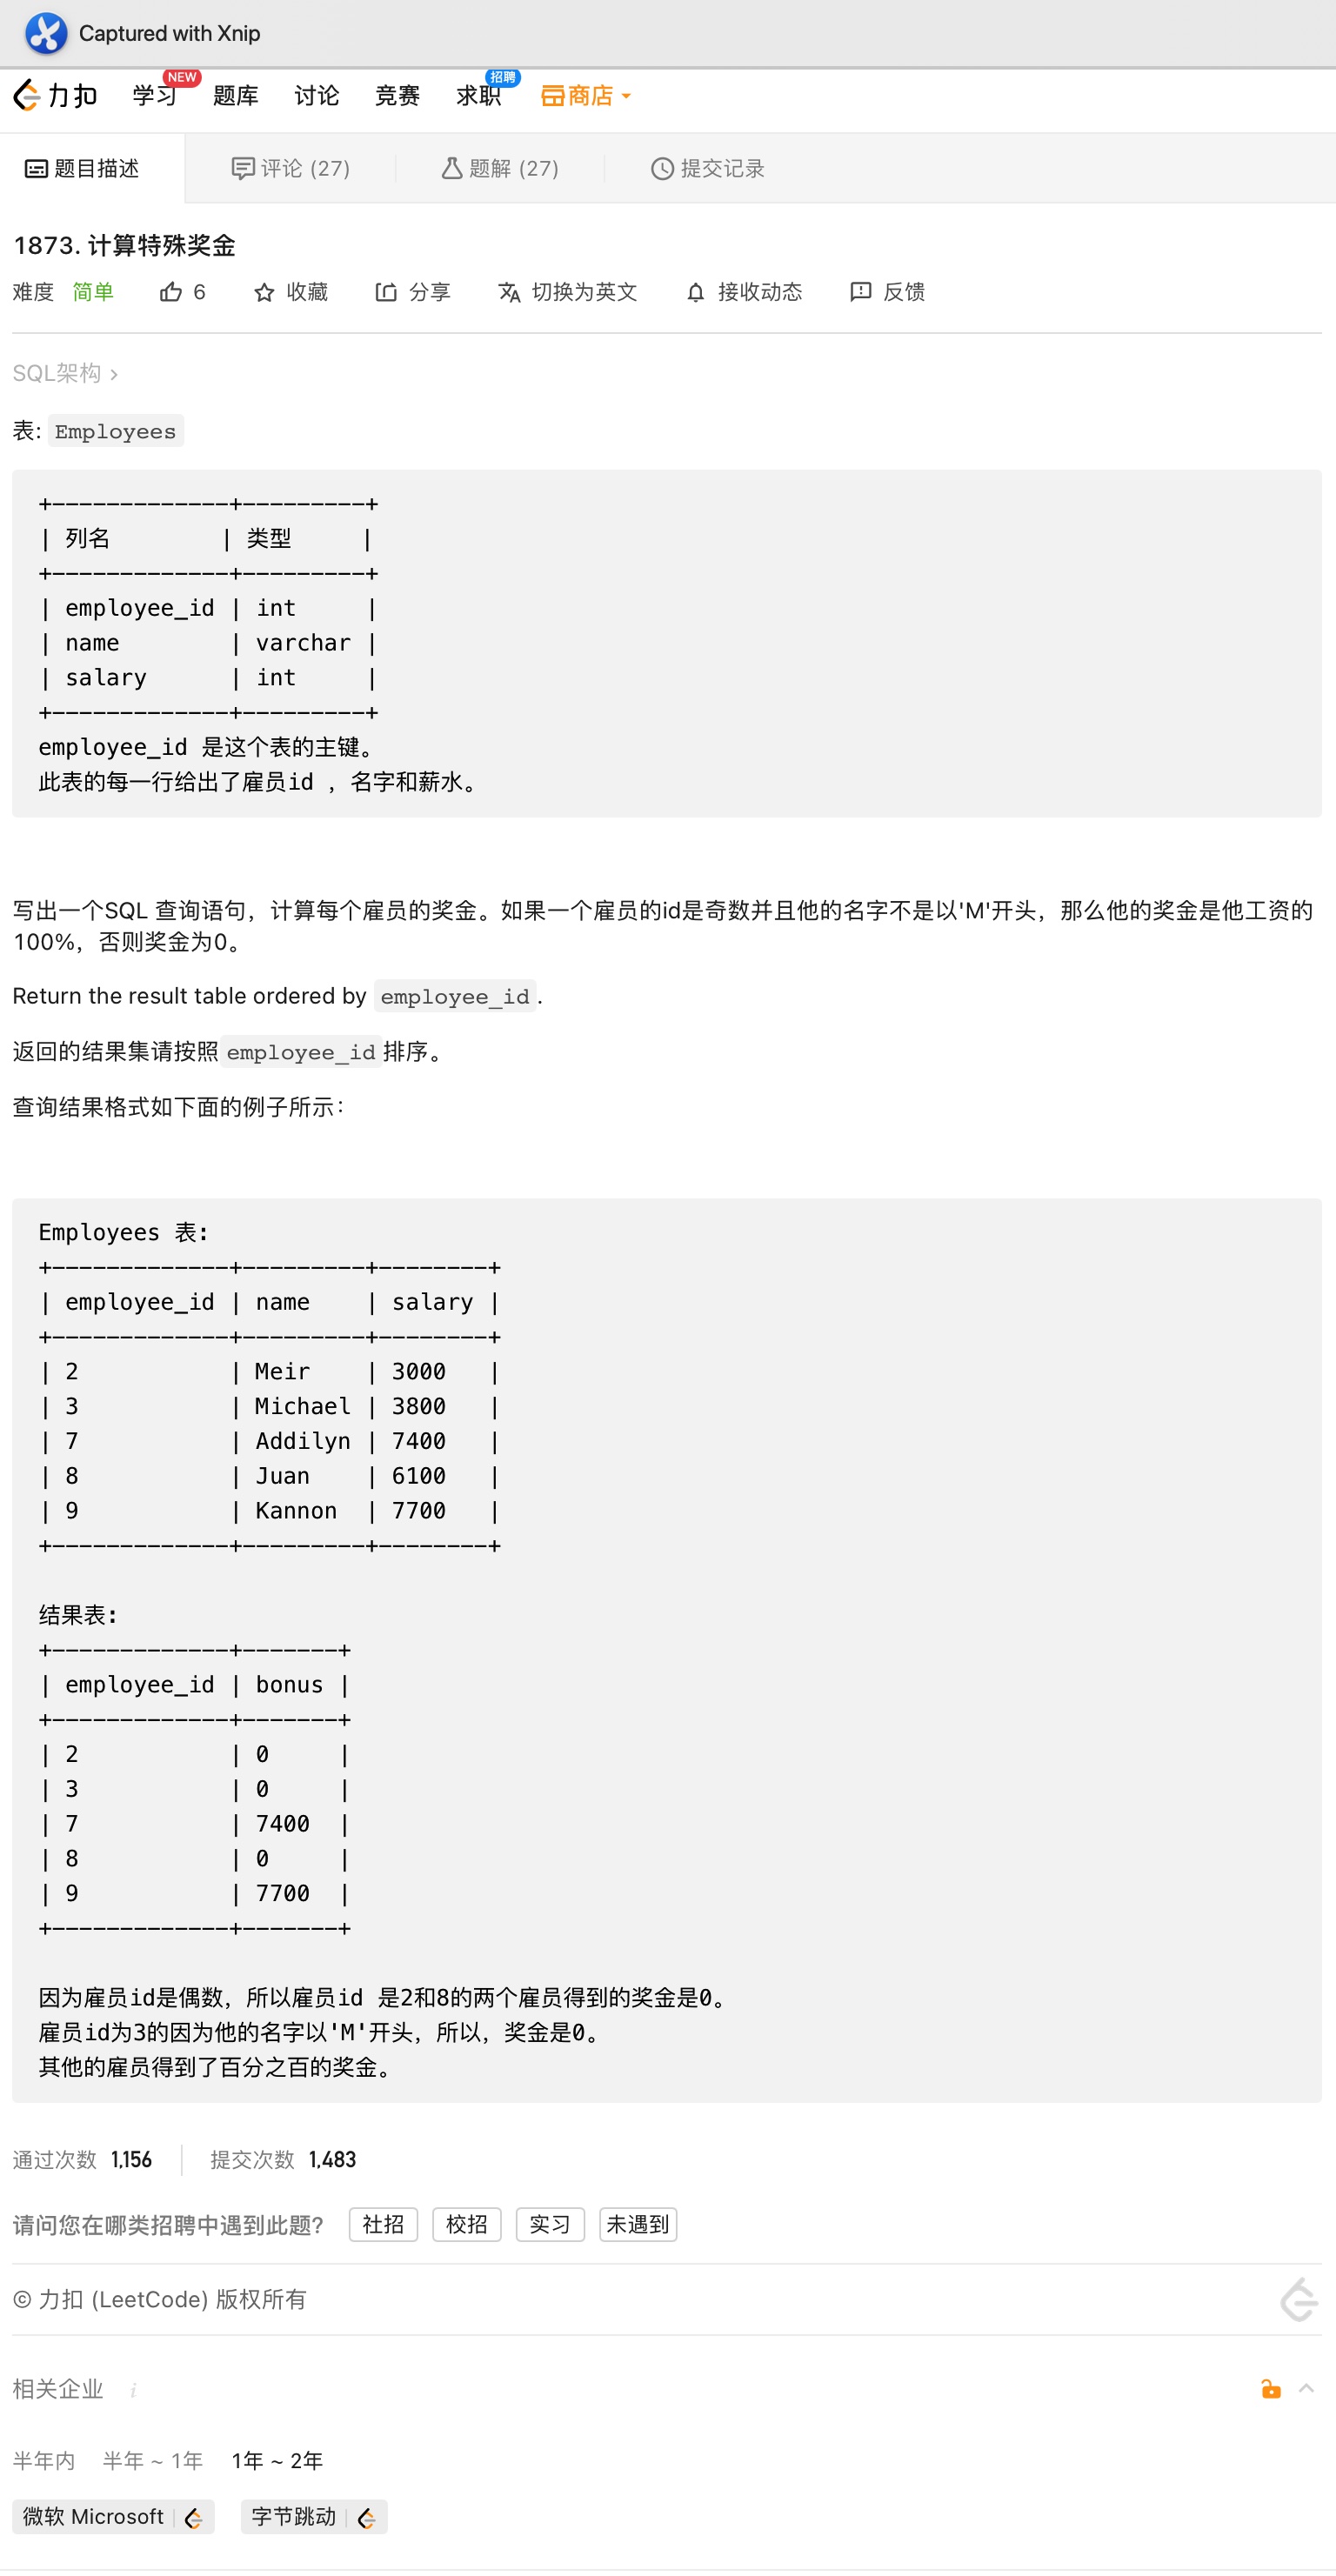 Captured with Xnip
力扣 学习 NEW 题库 讨论 竞赛 求职 招聘 商店
题目描述 评论 (27) 题解 (27) 提交记录
1873. 计算特殊奖金
难度 简单 6 收藏 分享 切换为英文 接收动态 反馈
SQL架构 >
表: Employees
+-------------+---------+
| 列名        | 类型     |
+-------------+---------+
| employee_id | int     |
| name        | varchar |
| salary      | int     |
+-------------+---------+
employee_id 是这个表的主键。
此表的每一行给出了雇员id ，名字和薪水。
写出一个SQL 查询语句，计算每个雇员的奖金。如果一个雇员的id是奇数并且他的名字不是以'M'开头，那么他的奖金是他工资的
100%，否则奖金为0。
Return the result table ordered by employee_id.
返回的结果集请按照employee_id排序。
查询结果格式如下面的例子所示：
Employees 表:
+-------------+---------+--------+
| employee_id | name    | salary |
+-------------+---------+--------+
| 2           | Meir    | 3000   |
| 3           | Michael | 3800   |
| 7           | Addilyn | 7400   |
| 8           | Juan    | 6100   |
| 9           | Kannon  | 7700   |
+-------------+---------+--------+
结果表:
+-------------+-------+
| employee_id | bonus |
+-------------+-------+
| 2           | 0     |
| 3           | 0     |
| 7           | 7400  |
| 8           | 0     |
| 9           | 7700  |
+-------------+-------+
因为雇员id是偶数，所以雇员id 是2和8的两个雇员得到的奖金是0。
雇员id为3的因为他的名字以'M'开头，所以，奖金是0。
其他的雇员得到了百分之百的奖金。
通过次数 1,156 提交次数 1,483
请问您在哪类招聘中遇到此题? 社招 校招 实习 未遇到
© 力扣 (LeetCode) 版权所有
相关企业 i
半年内 半年 ~ 1年 1年 ~ 2年
微软 Microsoft 字节跳动